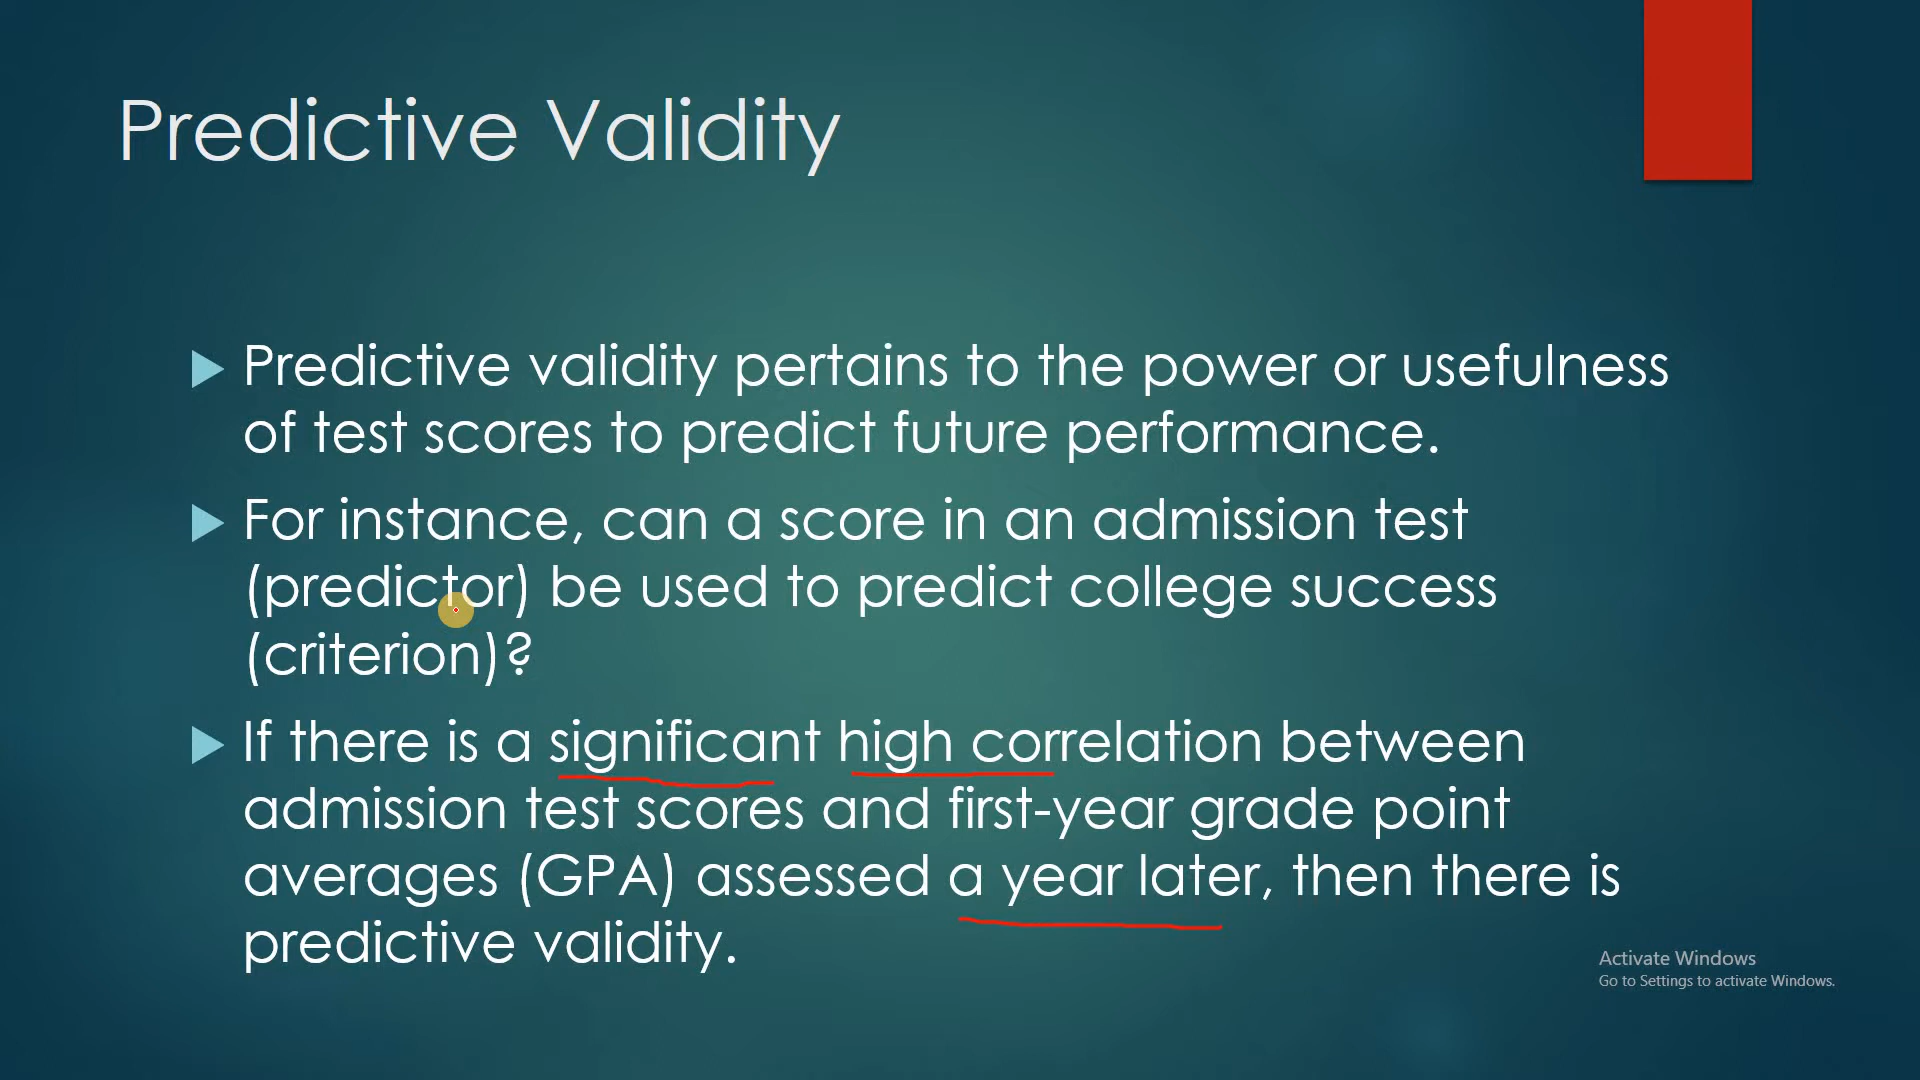 Predictive Validity
Predictive validity pertains to the power or usefulness
of test scores to predict future performance.
For instance, can a score in an admission test
(predictor) be used to predict college success
(criterion)?
If there is a significant high correlation between
admission test scores and first-year grade point
averages (GPA) assessed a year later, then there is
predictive validity.
Activate Windows
Go to Settings to activate Windows.